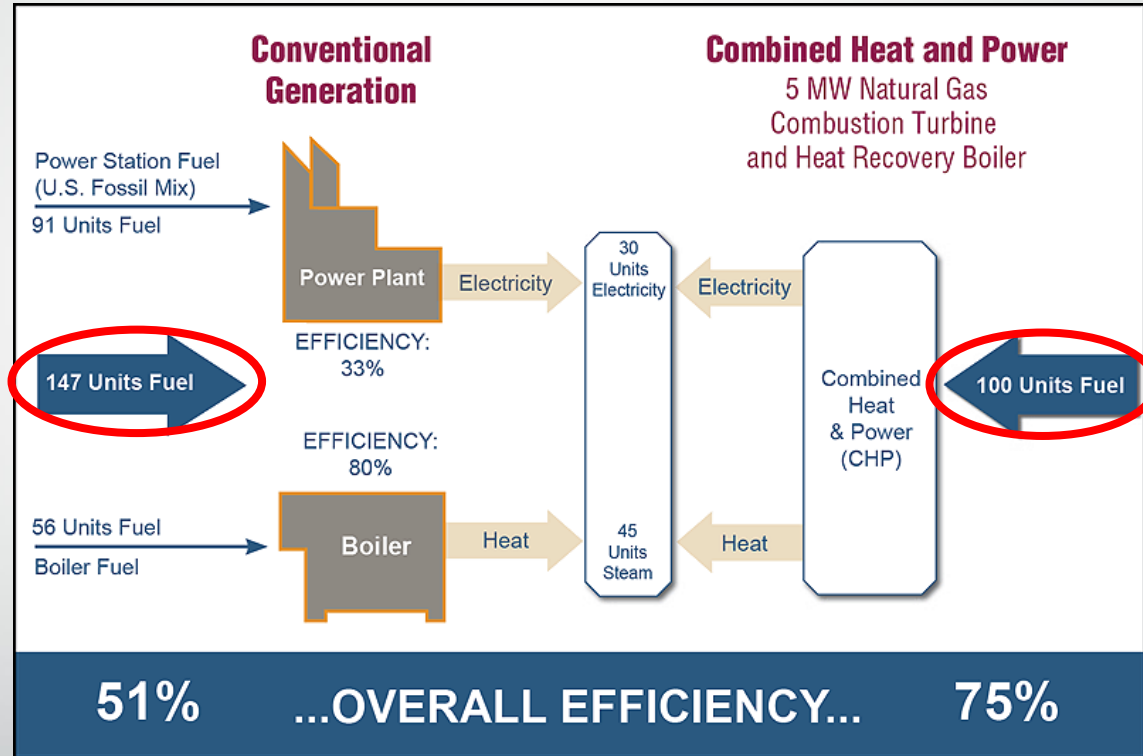 Conventional
Generation
Combined Heat and Power
5 MW Natural Gas
Combustion Turbine
and Heat Recovery Boiler
Power Station Fuel
(U.S. Fossil Mix)
91 Units Fuel
Power Plant
Electricity
30
Units
Electricity
Electricity
EFFICIENCY:
33%
147 Units Fuel
Combined
Heat
& Power
(CHP)
100 Units Fuel
EFFICIENCY:
80%
56 Units Fuel
Boiler Fuel
Boiler
Heat
45
Units
Steam
Heat
51% ...OVERALL EFFICIENCY... 75%